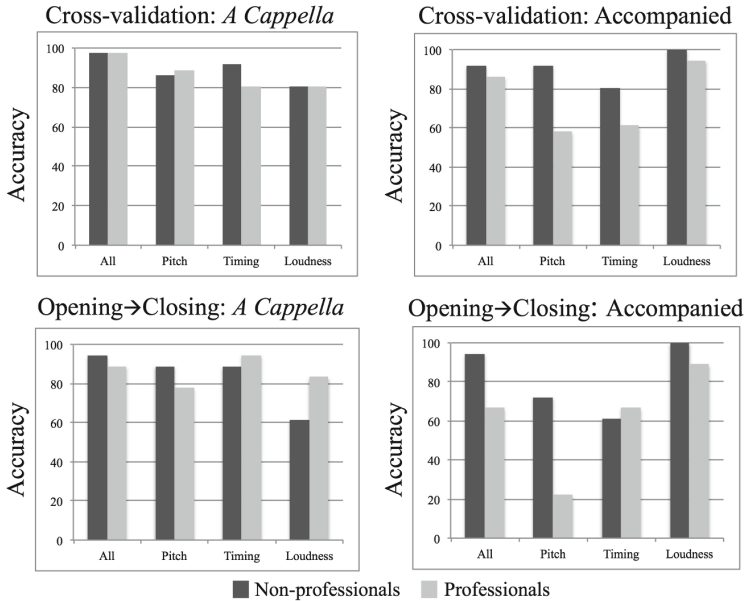 Cross-validation: A Cappella
Accuracy
100
80
60
40
20
0
All Pitch Timing Loudness
Cross-validation: Accompanied
Accuracy
100
80
60
40
20
0
All Pitch Timing Loudness
Opening→Closing: A Cappella
Accuracy
100
80
60
40
20
0
All Pitch Timing Loudness
Opening→Closing: Accompanied
Accuracy
100
80
60
40
20
0
All Pitch Timing Loudness
Non-professionals Professionals